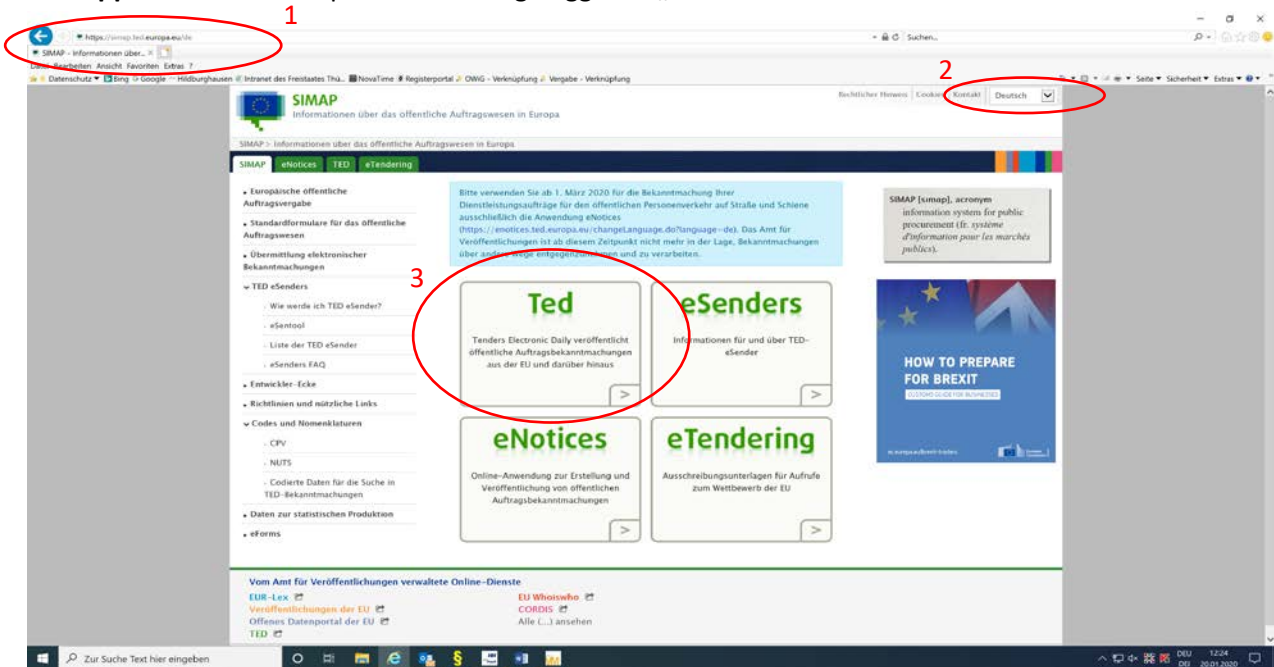 1
https://simap.ted.europa.eu/de
Suchen...
SIMAP - Informationen über...
Datei Bearbeiten Ansicht Favoriten Extras ?
Datenschutz Bing Google Hildburghausen Intranet des Freistaates Thü... NovaTime Registerportal OWiG - Verknüpfung Vergabe - Verknüpfung
Seite Sicherheit Extras
2
SIMAP
Informationen über das öffentliche Auftragswesen in Europa
Rechtlicher Hinweis Cookies Kontakt Deutsch
SIMAP > Informationen über das öffentliche Auftragswesen in Europa
SIMAP eNotices TED eTendering
Europäische öffentliche
Auftragsvergabe
Standardformulare für das öffentliche
Auftragswesen
Übermittlung elektronischer
Bekanntmachungen
TED eSenders
Wie werde ich TED eSender?
eSentool
Liste der TED eSender
eSenders FAQ
Entwickler-Ecke
Richtlinien und nützliche Links
Codes und Nomenklaturen
CPV
NUTS
Codierte Daten für die Suche in
TED-Bekanntmachungen
Daten zur statistischen Produktion
eForms
Bitte verwenden Sie ab 1. März 2020 für die Bekanntmachung Ihrer
Dienstleistungsaufträge für den öffentlichen Personenverkehr auf Straße und Schiene
ausschließlich die Anwendung eNotices
(https://enotices.ted.europa.eu/changeLanguage.do?language=de). Das Amt für
Veröffentlichungen ist ab diesem Zeitpunkt nicht mehr in der Lage, Bekanntmachungen
über andere Wege entgegenzunehmen und zu verarbeiten.
3
Ted
Tenders Electronic Daily veröffentlicht
öffentliche Auftragsbekanntmachungen
aus der EU und darüber hinaus
>
eSenders
Informationen für und über TED-
eSender
>
eNotices
Online-Anwendung zur Erstellung und
Veröffentlichung von öffentlichen
Auftragsbekanntmachungen
>
eTendering
Ausschreibungsunterlagen für Aufrufe
zum Wettbewerb der EU
>
SIMAP [sımap], acronym
information system for public
procurement (fr. système
d'information pour les marchés
publics).
HOW TO PREPARE
FOR BREXIT
CUSTOMS GUIDE FOR BUSINESSES
Vom Amt für Veröffentlichungen verwaltete Online-Dienste
EUR-Lex
Veröffentlichungen der EU
Offenes Datenportal der EU
TED
EU Whoiswho
CORDIS
Alle (...) ansehen
Zur Suche Text hier eingeben
DEU 12:24
DEI 20.01.2020